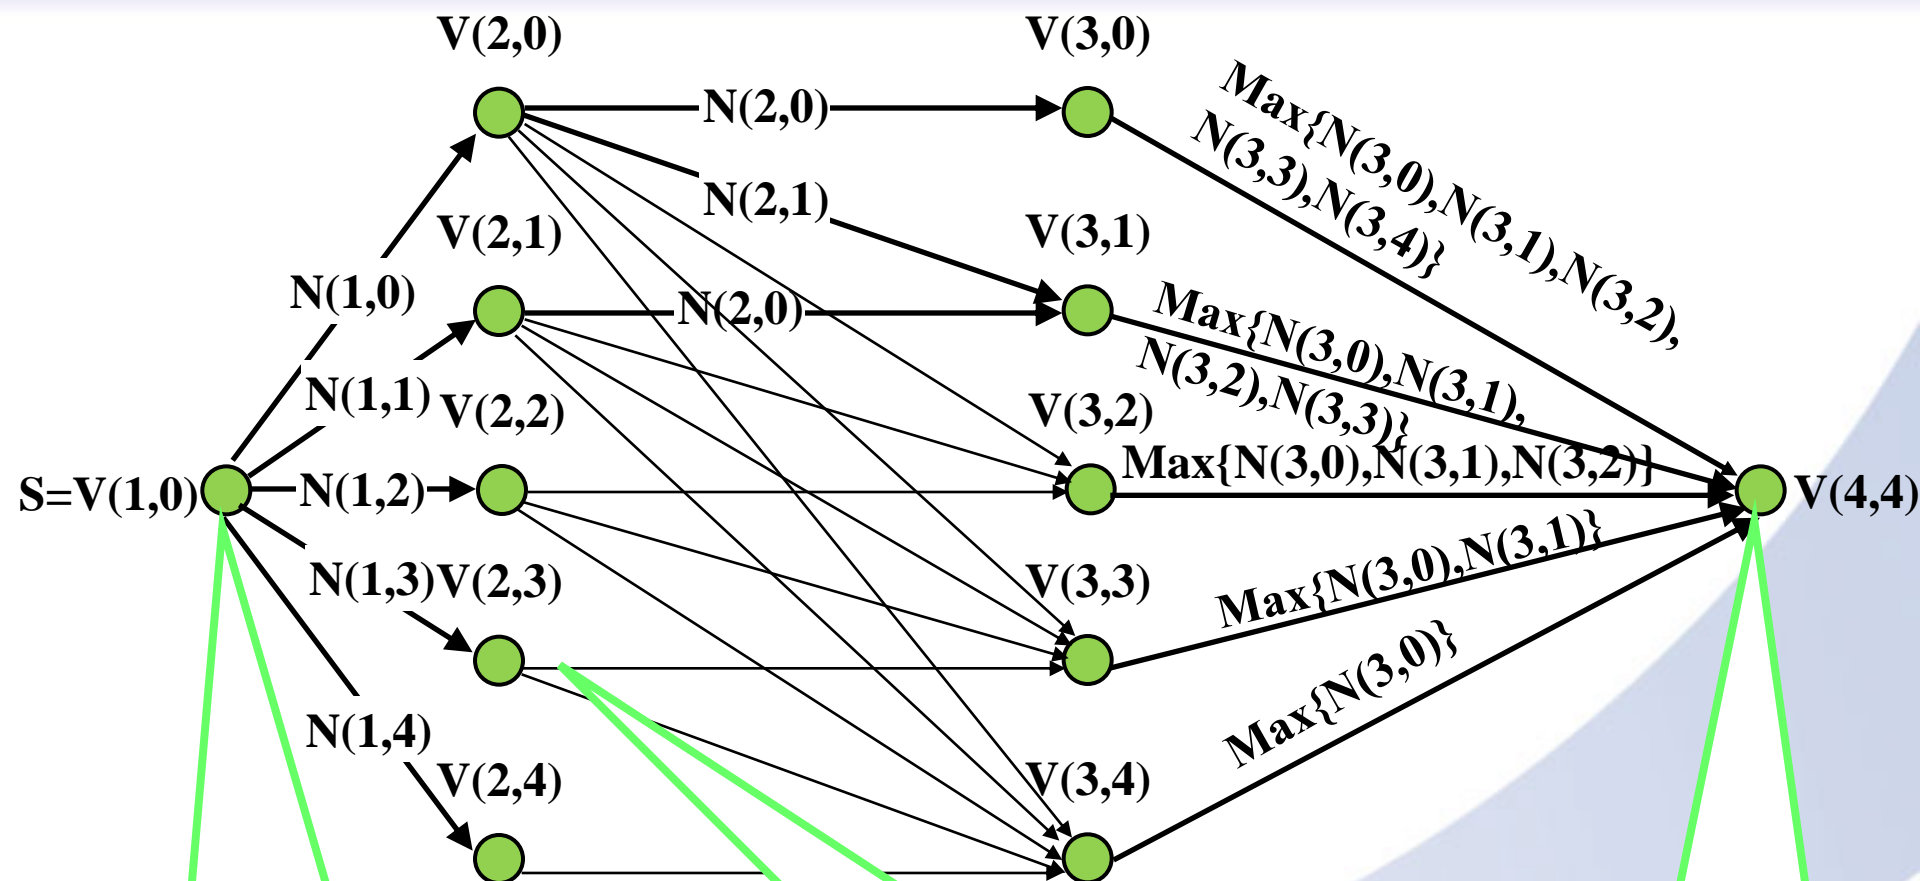 V(2,0)
V(3,0)
Max{N(3,0),N(3,1),N(3,2),
N(3,3),N(3,4)}
N(2,0)
N(2,1)
V(2,1)
V(3,1)
N(1,0)
N(2,0)
Max{N(3,0),N(3,1),
N(3,2),N(3,3)}
N(1,1)
V(2,2)
V(3,2)
Max{N(3,0),N(3,1),N(3,2)}
S=V(1,0)
N(1,2)
V(4,4)
N(1,3)
V(2,3)
V(3,3)
Max{N(3,0),N(3,1)}
N(1,4)
V(2,4)
V(3,4)
Max{N(3,0)}